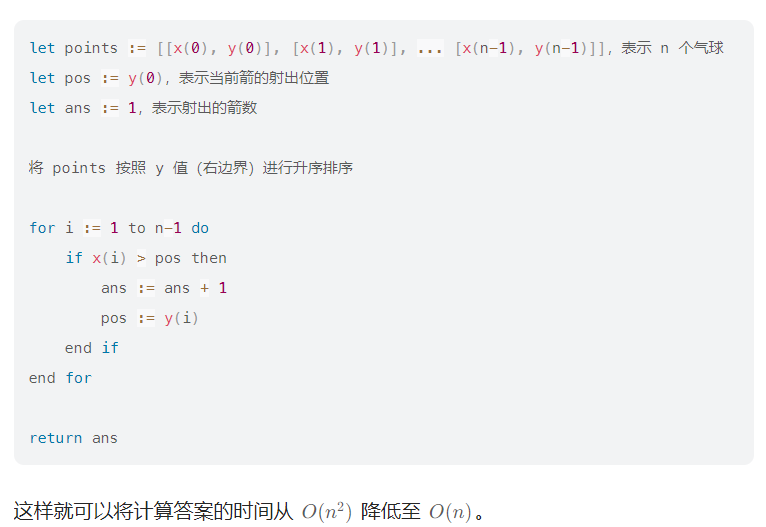 let points := [[x(0), y(0)], [x(1), y(1)], ... [x(n-1), y(n-1)]]，表示 n 个气球
let pos := y(0)，表示当前箭的射出位置
let ans := 1，表示射出的箭数
将 points 按照 y 值（右边界）进行升序排序
for i := 1 to n-1 do
    if x(i) > pos then
        ans := ans + 1
        pos := y(i)
    end if
end for
return ans
这样就可以将计算答案的时间从 O(n²) 降低至 O(n)。